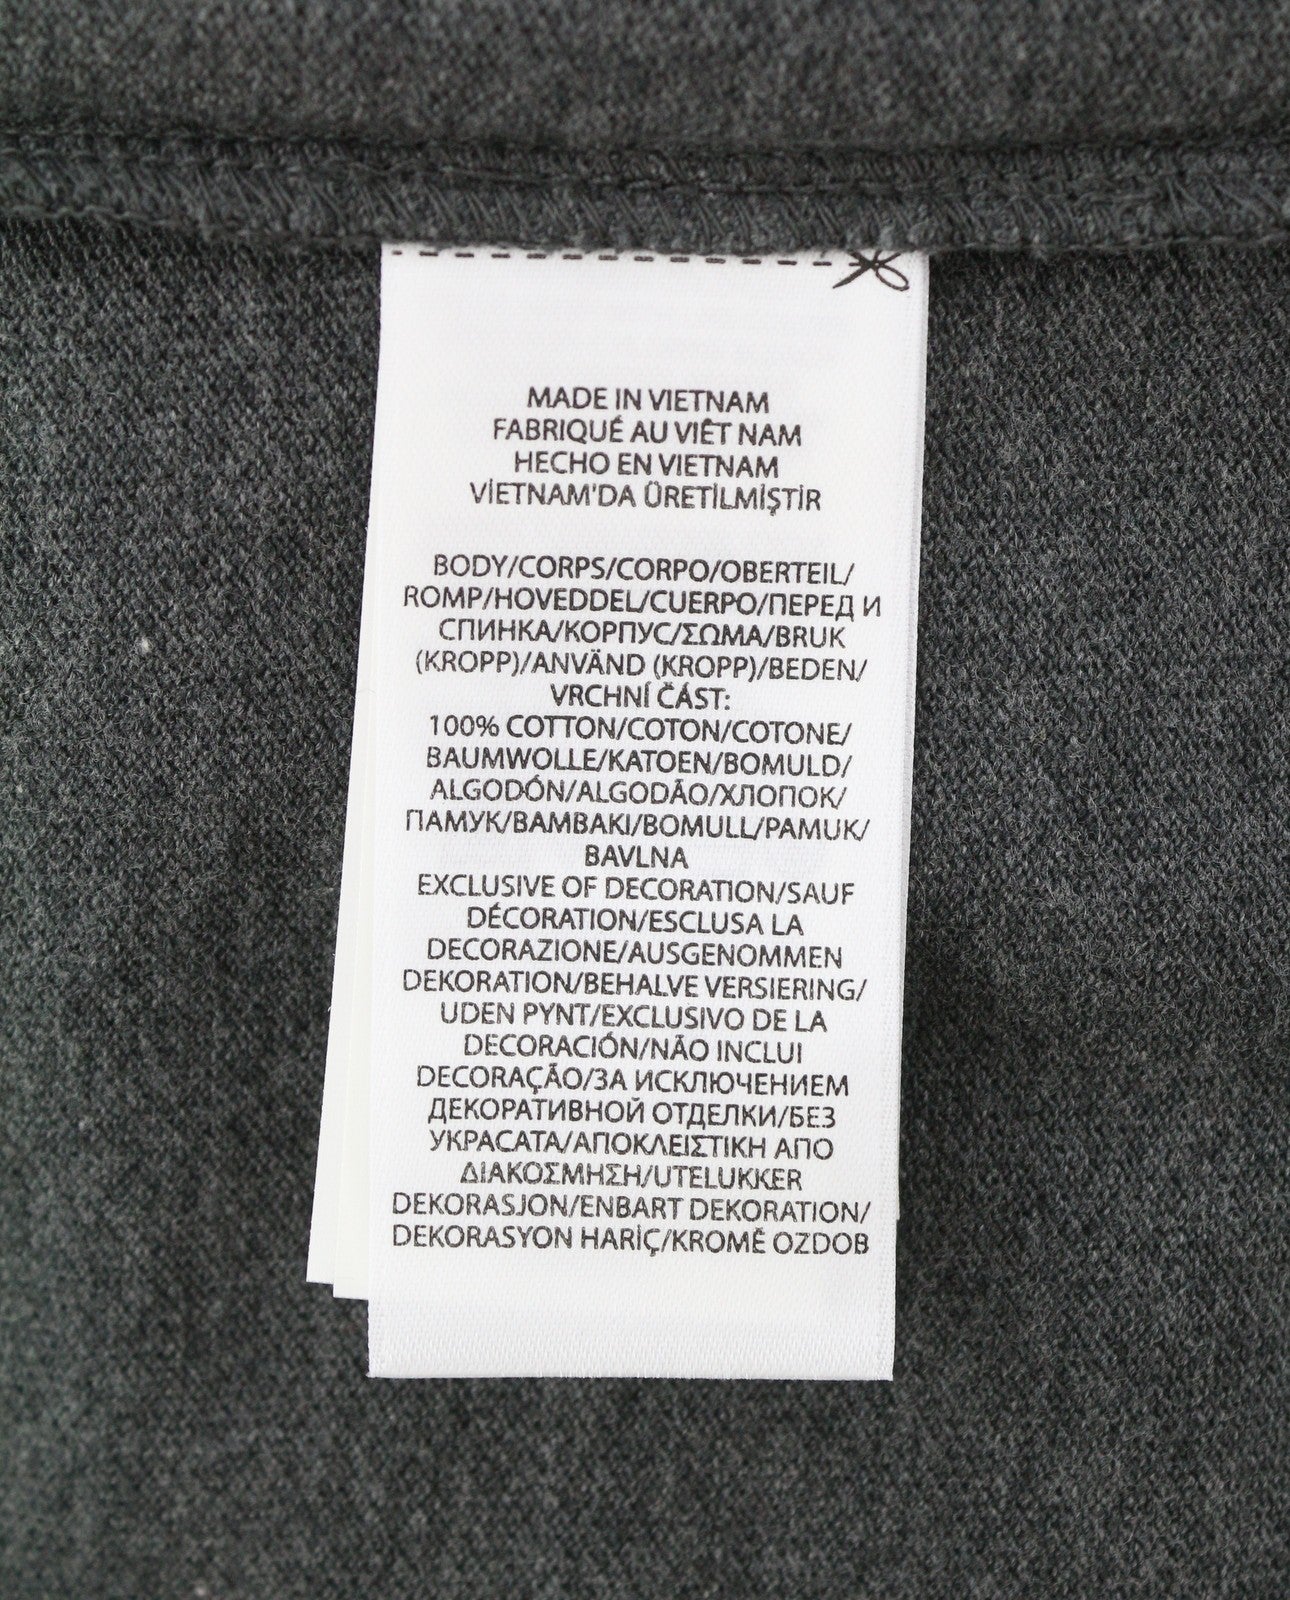 MADE IN VIETNAM
FABRIQUÉ AU VIÊT NAM
HECHO EN VIETNAM
VİETNAM'DA ÜRETİLMİŞTİR
BODY/CORPS/CORPO/OBERTEIL/
ROMP/HOVEDDEL/CUERPO/ПЕРЕД И
СПИНКА/КОРПУС/ΣΩΜΑ/BRUK
(KROPP)/ANVÄND (KROPP)/BEDEN/
VRCHNÍ ČÁST:
100% COTTON/COTON/COTONE/
BAUMWOLLE/KATOEN/BOMULD/
ALGODÓN/ALGODÃO/ХЛОПОК/
ПАМУК/ΒΑΜΒΑΚΙ/BOMULL/PAMUK/
BAVLNA
EXCLUSIVE OF DECORATION/SAUF
DÉCORATION/ESCLUSA LA
DECORAZIONE/AUSGENOMMEN
DEKORATION/BEHALVE VERSIERING/
UDEN PYNT/EXCLUSIVO DE LA
DECORACIÓN/NÃO INCLUI
DECORAÇÃO/ЗА ИСКЛЮЧЕНИЕМ
ДЕКОРАТИВНОЙ ОТДЕЛКИ/БЕЗ
УКРАСАТА/ΑΠΟΚΛΕΙΣΤΙΚΗ ΑΠΟ
ΔΙΑΚΟΣΜΗΣΗ/UTELUKKER
DEKORASJON/ENBART DEKORATION/
DEKORASYON HARİÇ/KROMĚ OZDOB